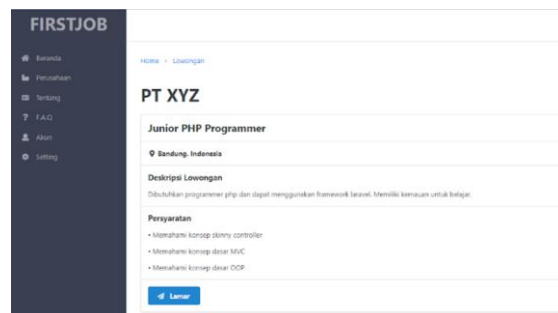 FIRSTJOB
Beranda
Perusahaan
Tentang
F.A.Q
Akun
Setting
Home > Lowongan
PT XYZ
Junior PHP Programmer
Bandung, Indonesia
Deskripsi Lowongan
Dibutuhkan programmer php dan dapat menggunakan framework laravel. Memiliki kemauan untuk belajar.
Persyaratan
• Memahami konsep skinny controller
• Memahami konsep dasar MVC
• Memahami konsep dasar OOP
Lamar